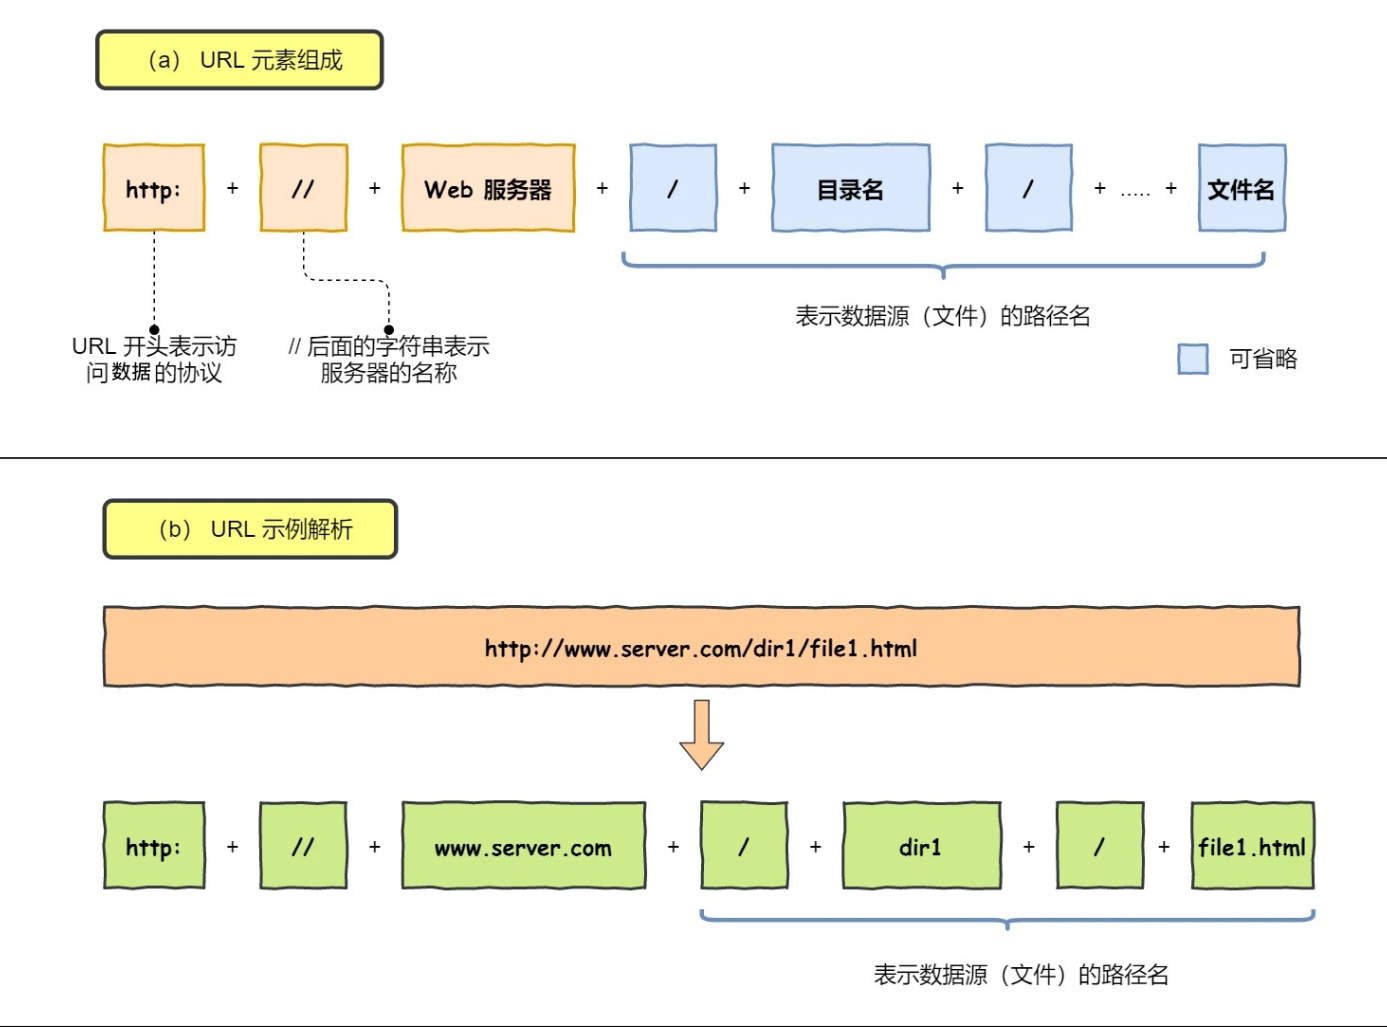 （a） URL 元素组成
http: + // + Web 服务器 + / + 目录名 + / + ..... + 文件名
表示数据源（文件）的路径名
URL 开头表示访
问数据的协议
// 后面的字符串表示
服务器的名称
可省略
（b） URL 示例解析
http://www.server.com/dir1/file1.html
http: + // + www.server.com + / + dir1 + / + file1.html
表示数据源（文件）的路径名